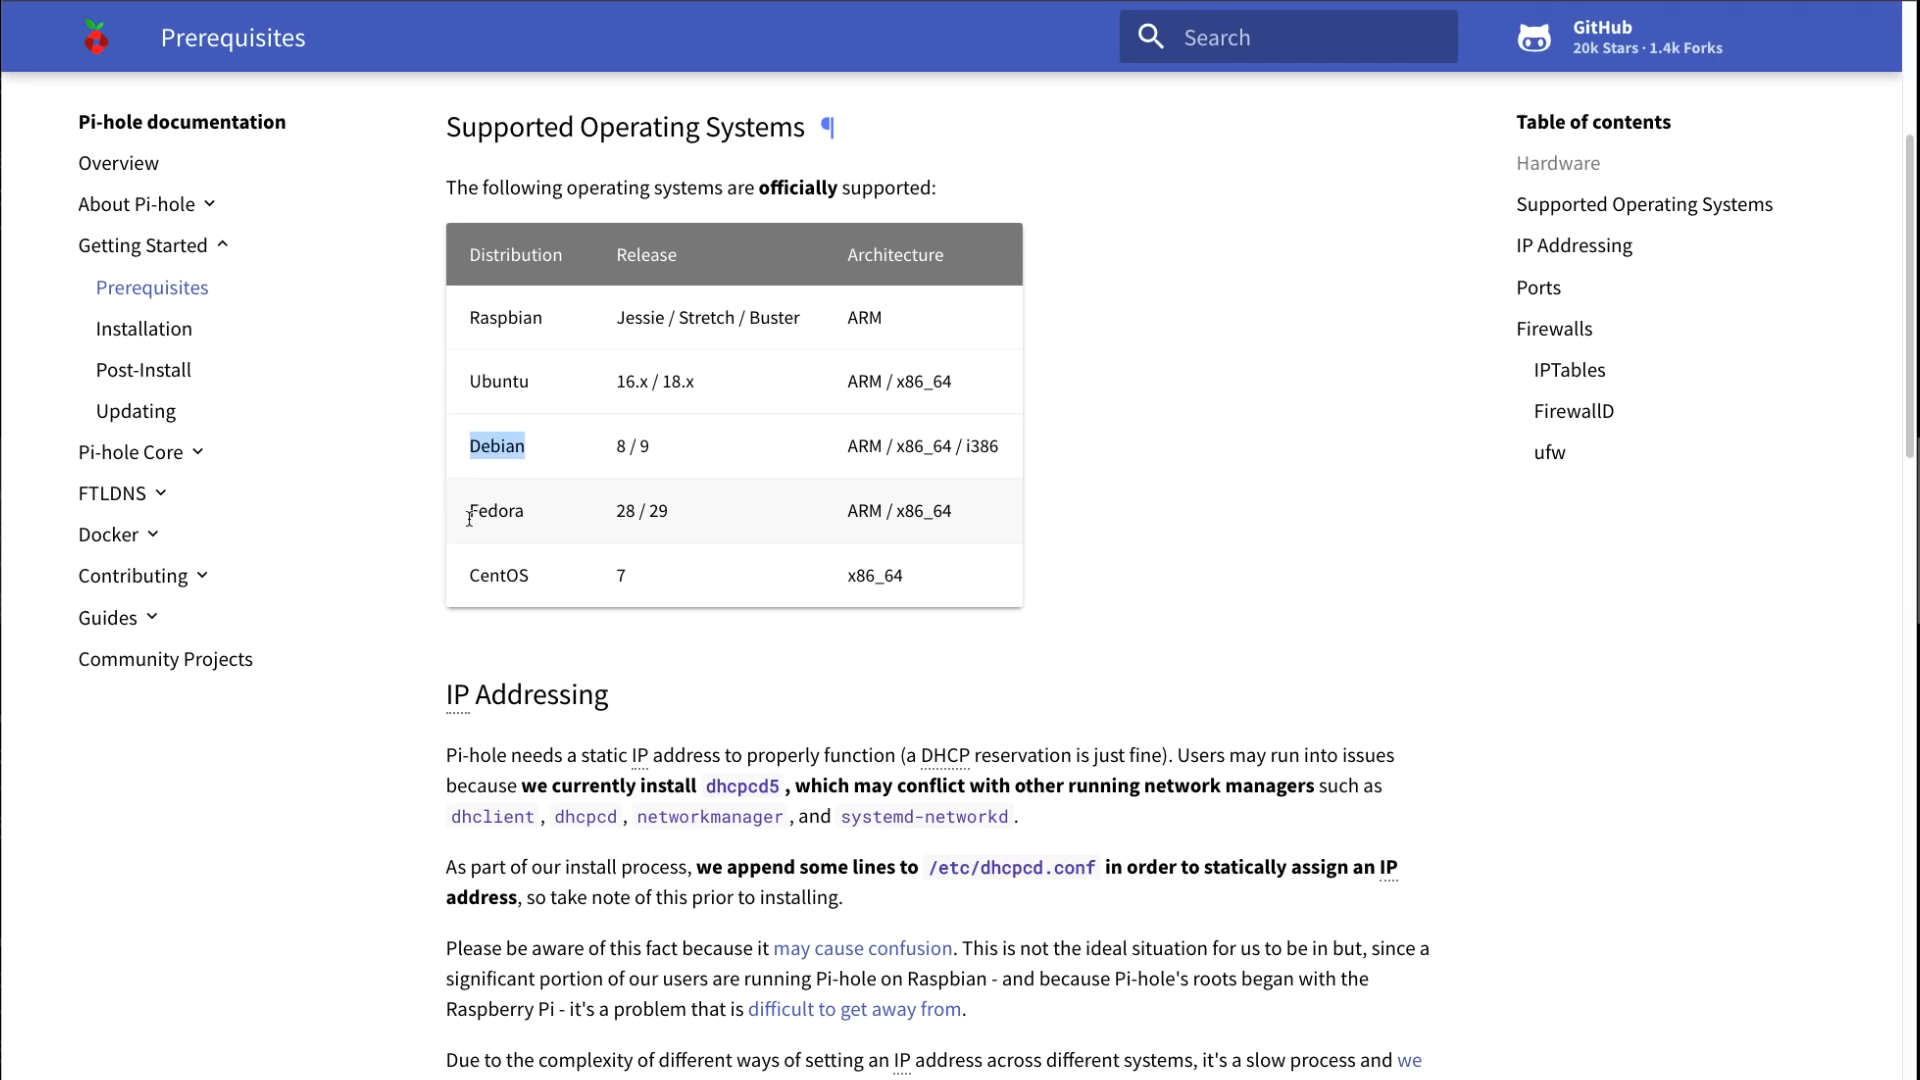 Prerequisites
Search
GitHub
20k Stars · 1.4k Forks
Pi-hole documentation
Overview
About Pi-hole
Getting Started
Prerequisites
Installation
Post-Install
Updating
Pi-hole Core
FTLDNS
Docker
Contributing
Guides
Community Projects
Supported Operating Systems ¶
The following operating systems are officially supported:
Distribution Release Architecture
Raspbian Jessie / Stretch / Buster ARM
Ubuntu 16.x / 18.x ARM / x86_64
Debian 8 / 9 ARM / x86_64 / i386
Fedora 28 / 29 ARM / x86_64
CentOS 7 x86_64
IP Addressing
Pi-hole needs a static IP address to properly function (a DHCP reservation is just fine). Users may run into issues
because we currently install dhcpcd5 , which may conflict with other running network managers such as
dhclient , dhcpcd , networkmanager , and systemd-networkd .
As part of our install process, we append some lines to /etc/dhcpcd.conf in order to statically assign an IP
address, so take note of this prior to installing.
Please be aware of this fact because it may cause confusion. This is not the ideal situation for us to be in but, since a
significant portion of our users are running Pi-hole on Raspbian - and because Pi-hole's roots began with the
Raspberry Pi - it's a problem that is difficult to get away from.
Due to the complexity of different ways of setting an IP address across different systems, it's a slow process and we
Table of contents
Hardware
Supported Operating Systems
IP Addressing
Ports
Firewalls
IPTables
FirewallD
ufw